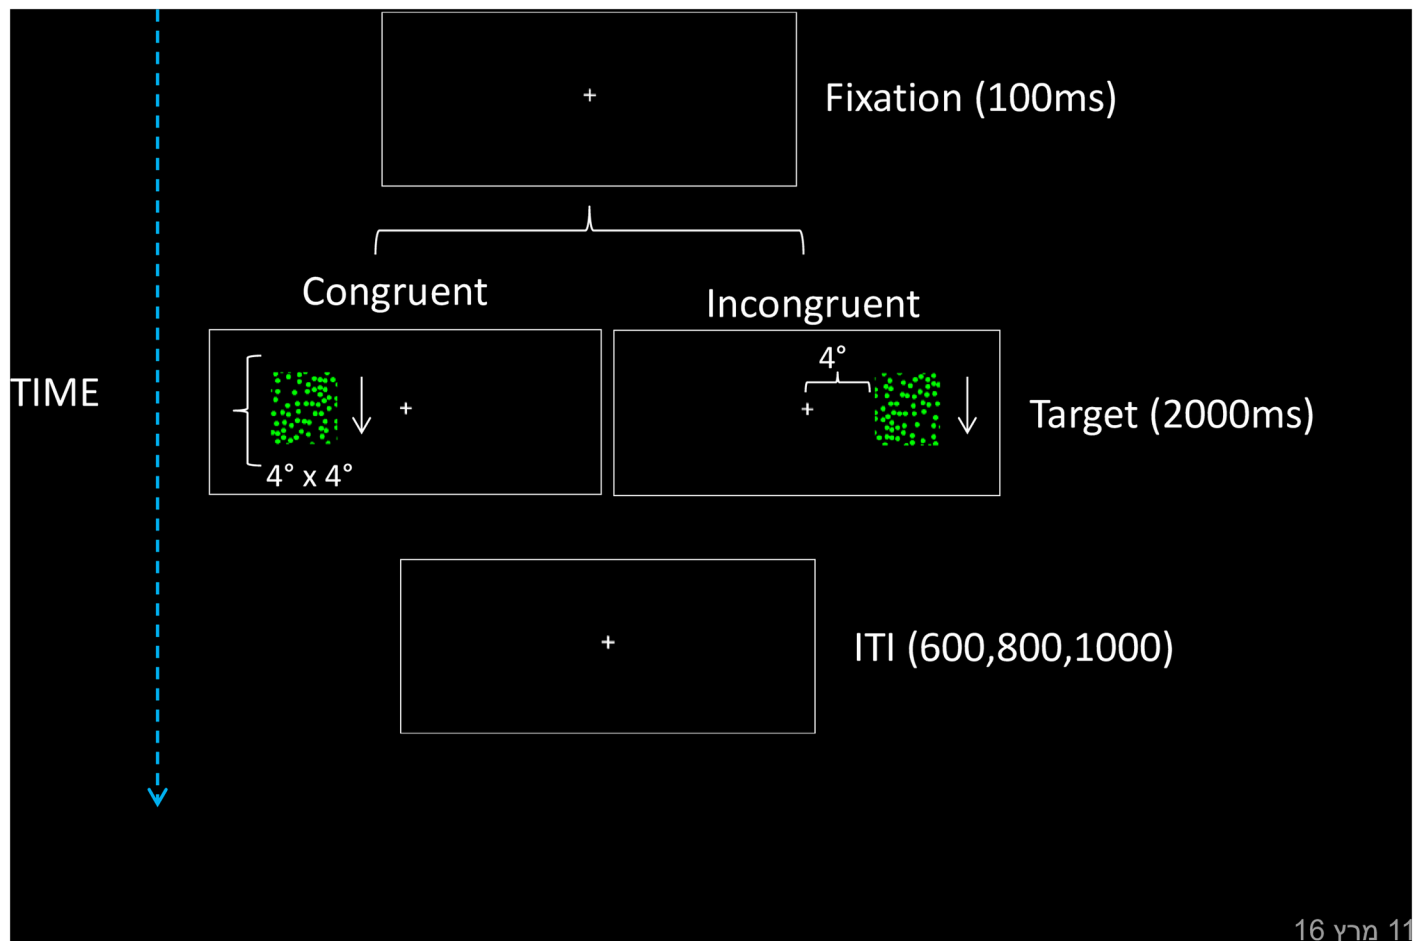 Fixation (100ms)
Congruent
Incongruent
TIME
4° x 4°
4°
Target (2000ms)
ITI (600,800,1000)
11 מרץ 16